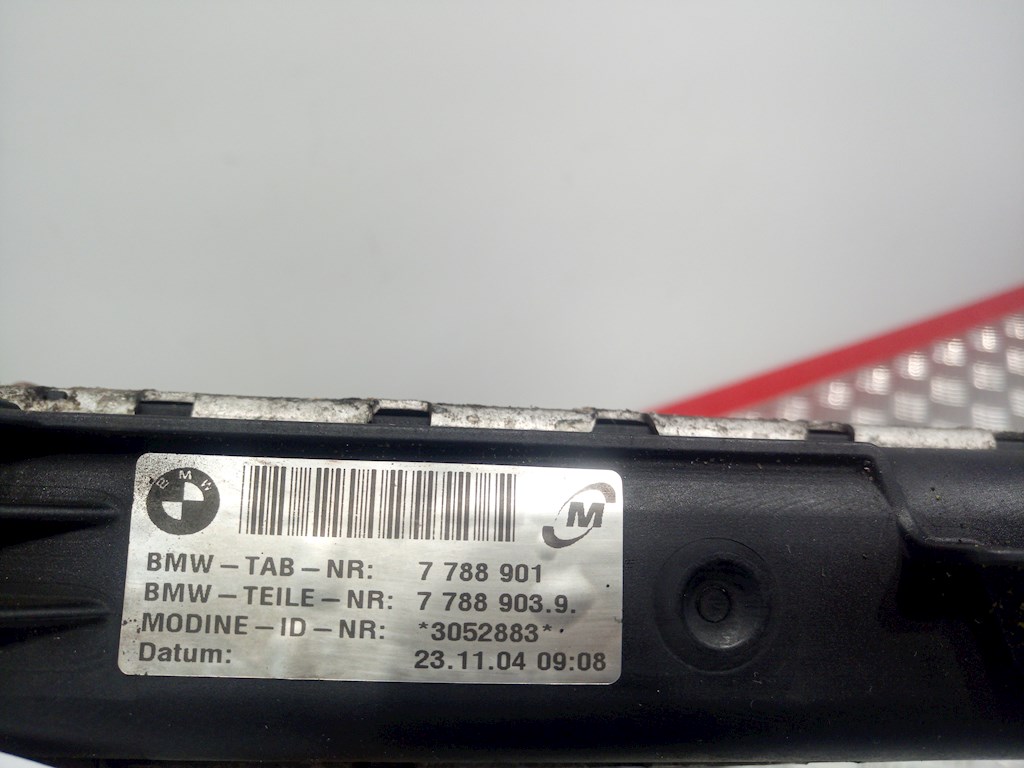 BMW
M
BMW-TAB-NR: 7 788 901
BMW-TEILE-NR: 7 788 903.9.
MODINE-ID-NR: *3052883*
Datum: 23.11.04 09:08